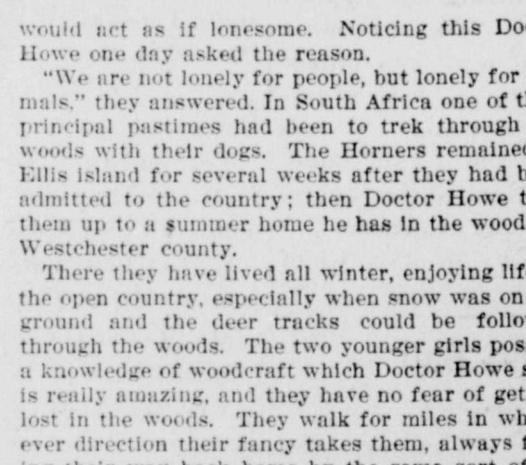 would act as if lonesome. Noticing this Do
Howe one day asked the reason.
"We are not lonely for people, but lonely for
mals," they answered. In South Africa one of t
principal pastimes had been to trek through
woods with their dogs. The Horners remained
Ellis island for several weeks after they had b
admitted to the country; then Doctor Howe t
them up to a summer home he has in the wood
Westchester county.
There they have lived all winter, enjoying lif
the open country, especially when snow was on
ground and the deer tracks could be follo
through the woods. The two younger girls pos
a knowledge of woodcraft which Doctor Howe s
is really amazing, and they have no fear of get
lost in the woods. They walk for miles in wh
ever direction their fancy takes them, always f